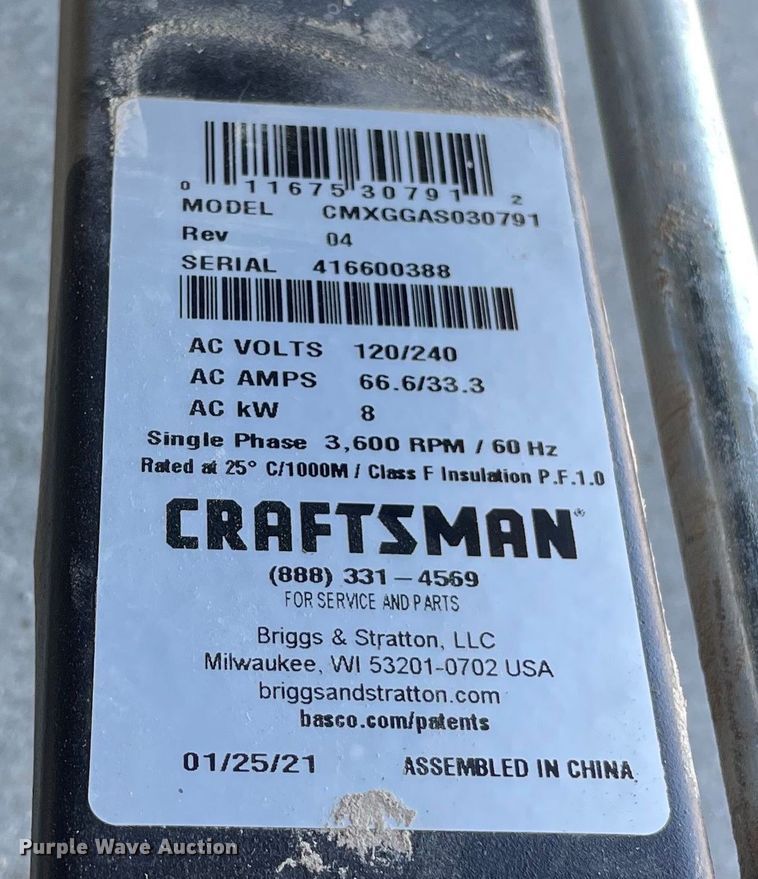 0 11675 30791 2
MODEL CMXGGAS030791
Rev 04
SERIAL 416600388
AC VOLTS 120/240
AC AMPS 66.6/33.3
AC kW 8
Single Phase 3,600 RPM / 60 Hz
Rated at 25° C/1000M / Class F Insulation P.F.1.0
CRAFTSMAN®
(888) 331-4569
FOR SERVICE AND PARTS
Briggs & Stratton, LLC
Milwaukee, WI 53201-0702 USA
briggsandstratton.com
basco.com/patents
01/25/21 ASSEMBLED IN CHINA
Purple Wave Auction